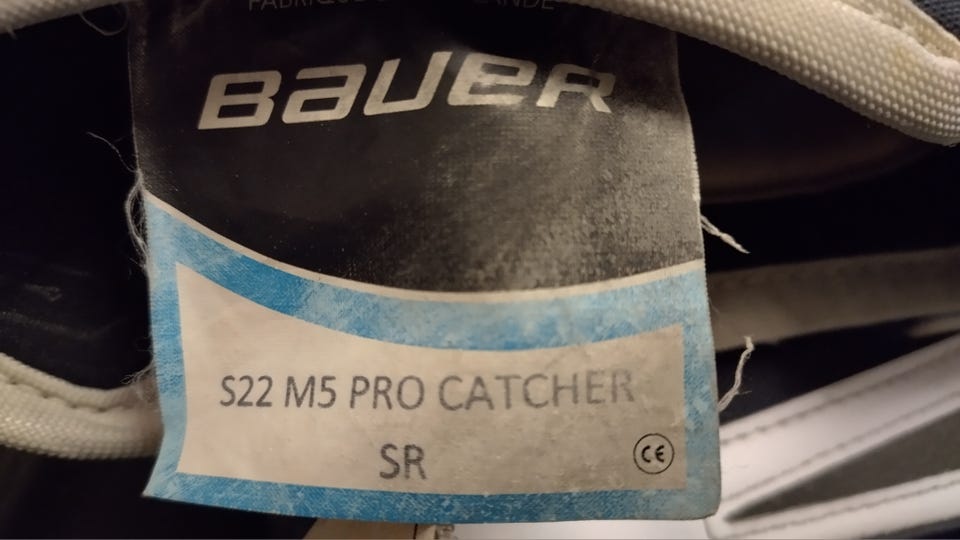 BAUER
S22 M5 PRO CATCHER
SR
CE